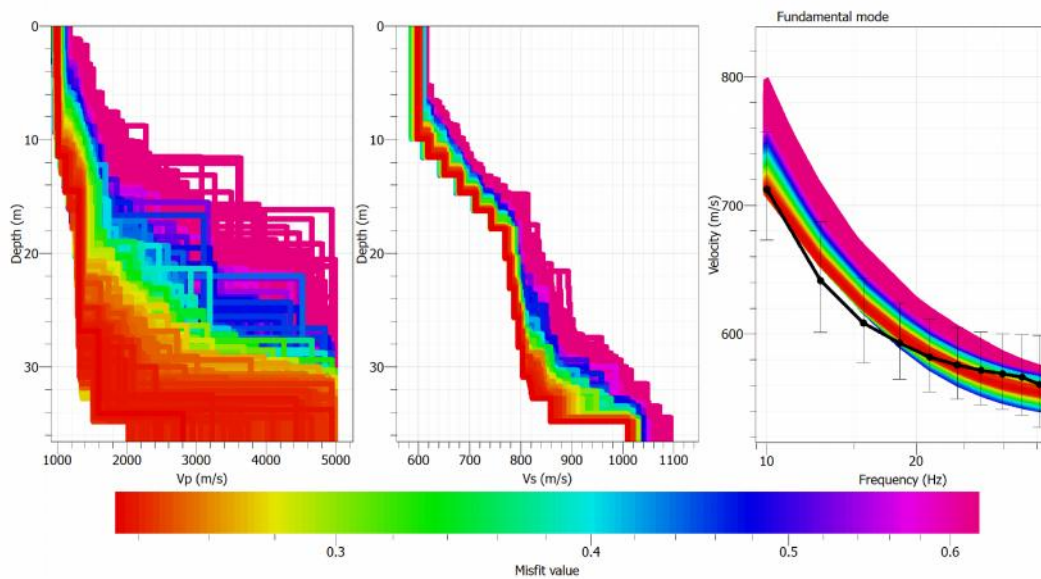 Fundamental mode
0
10
20
30
Depth (m)
1000 2000 3000 4000 5000
Vp (m/s)
0
10
20
30
Depth (m)
600 700 800 900 1000 1100
Vs (m/s)
800
700
600
Velocity (m/s)
10 20
Frequency (Hz)
0.3 0.4 0.5 0.6
Misfit value